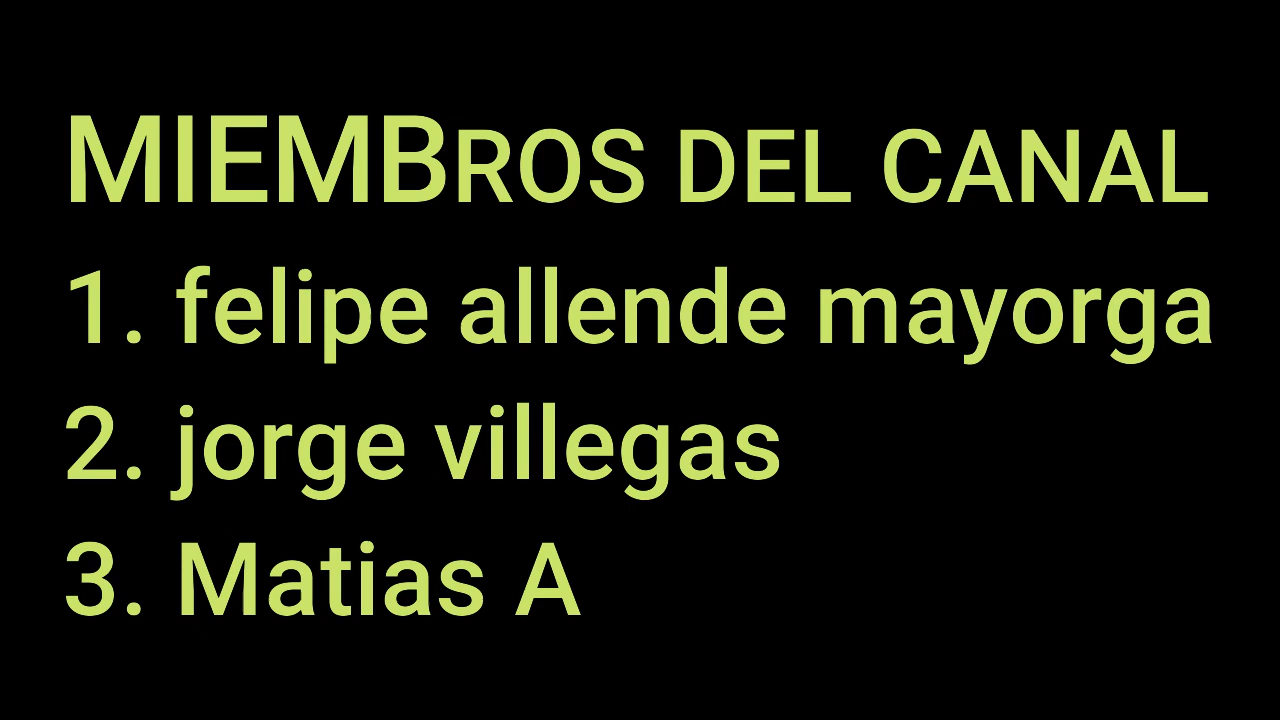 MIEMBROS DEL CANAL
1. felipe allende mayorga
2. jorge villegas
3. Matias A